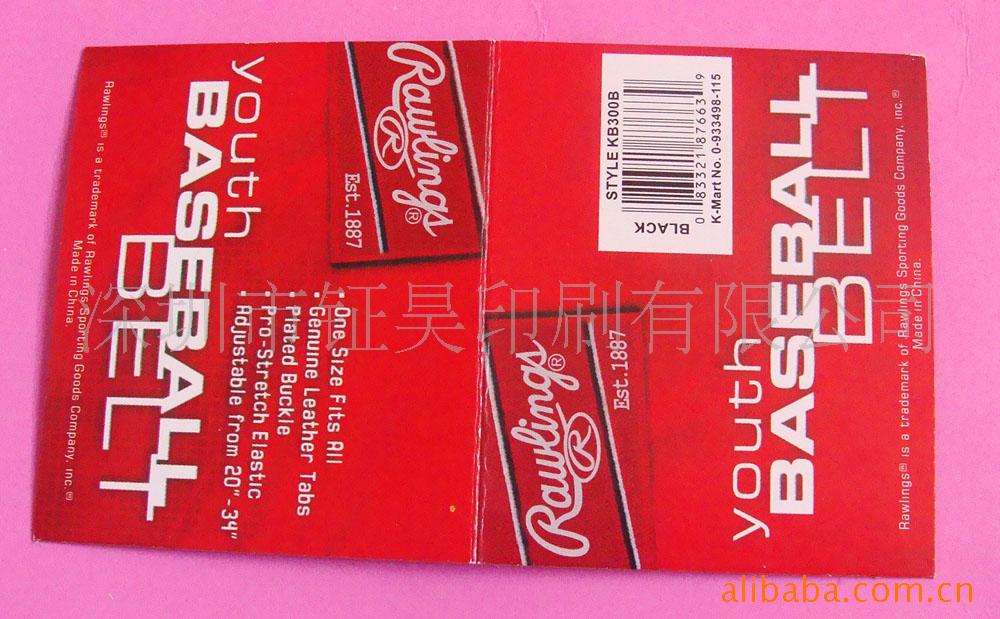 Rawlings®
Est.1887
youth
BASEBALL
BELT
· One Size Fits All
· Genuine Leather Tabs
· Plated Buckle
· Pro-Stretch Elastic
· Adjustable from 20"-34"
Rawlings® is a trademark of Rawlings Sporting Goods Company, Inc.®
Made in China.
STYLE KB300B
0 83321 87663 9
K-Mart No. 0-933498-115
BLACK
Rawlings®
Est.1887
youth
BASEBALL
BELT
Rawlings® is a trademark of Rawlings Sporting Goods Company, Inc.®
Made in China.
深圳市钲昊印刷有限公司
alibaba.com.cn